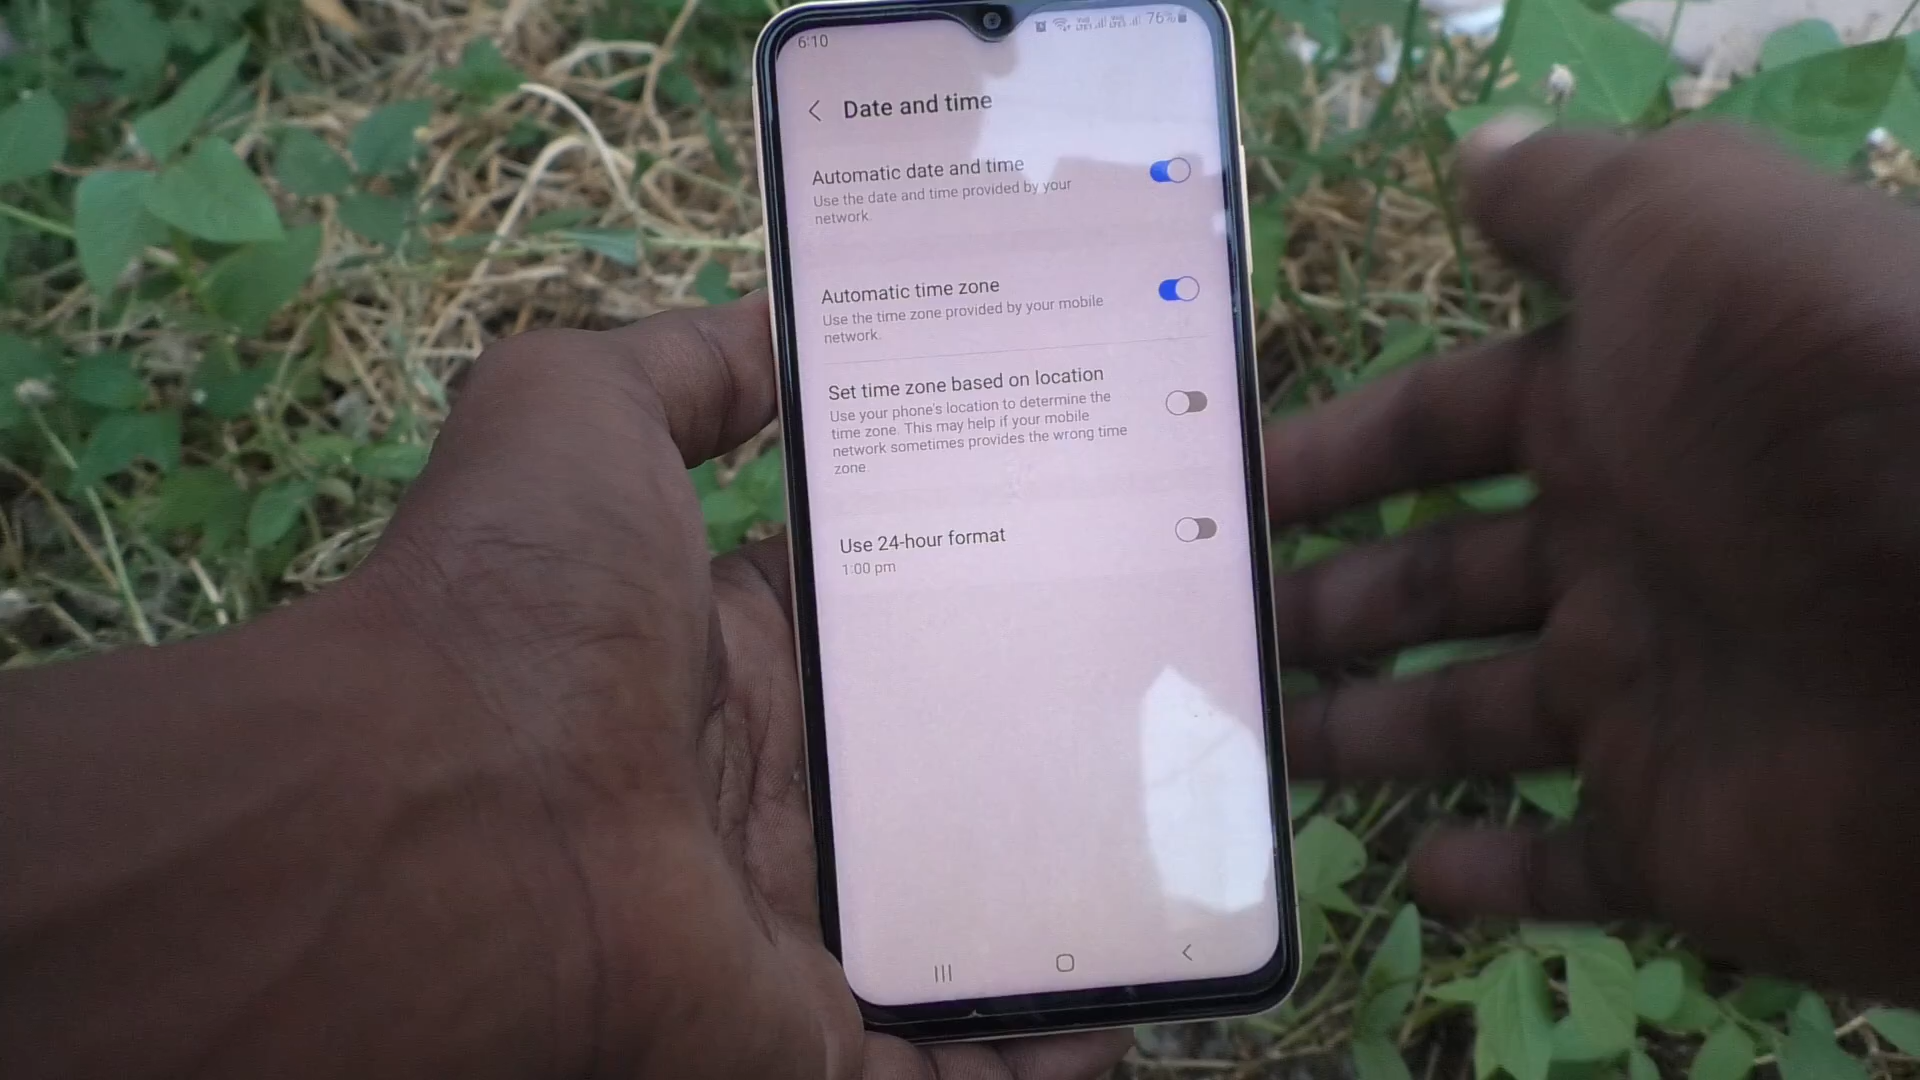 6:10
76%
Date and time
Automatic date and time
Use the date and time provided by your
network.
Automatic time zone
Use the time zone provided by your mobile
network.
Set time zone based on location
Use your phone's location to determine the
time zone. This may help if your mobile
network sometimes provides the wrong time
zone.
Use 24-hour format
1:00 pm